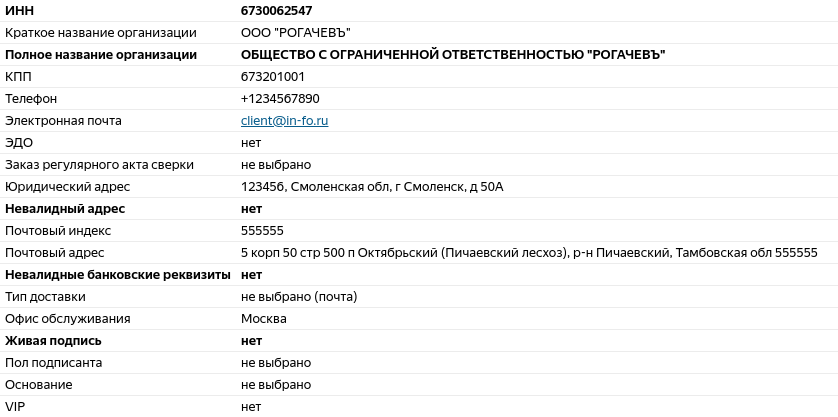 ИНН 6730062547
Краткое название организации ООО "РОГАЧЕВЪ"
Полное название организации ОБЩЕСТВО С ОГРАНИЧЕННОЙ ОТВЕТСТВЕННОСТЬЮ "РОГАЧЕВЪ"
КПП 673201001
Телефон +1234567890
Электронная почта client@in-fo.ru
ЭДО нет
Заказ регулярного акта сверки не выбрано
Юридический адрес 123456, Смоленская обл, г Смоленск, д 50А
Невалидный адрес нет
Почтовый индекс 555555
Почтовый адрес 5 корп 50 стр 500 п Октябрьский (Пичаевский лесхоз), р-н Пичаевский, Тамбовская обл 555555
Невалидные банковские реквизиты нет
Тип доставки не выбрано (почта)
Офис обслуживания Москва
Живая подпись нет
Пол подписанта не выбрано
Основание не выбрано
VIP нет